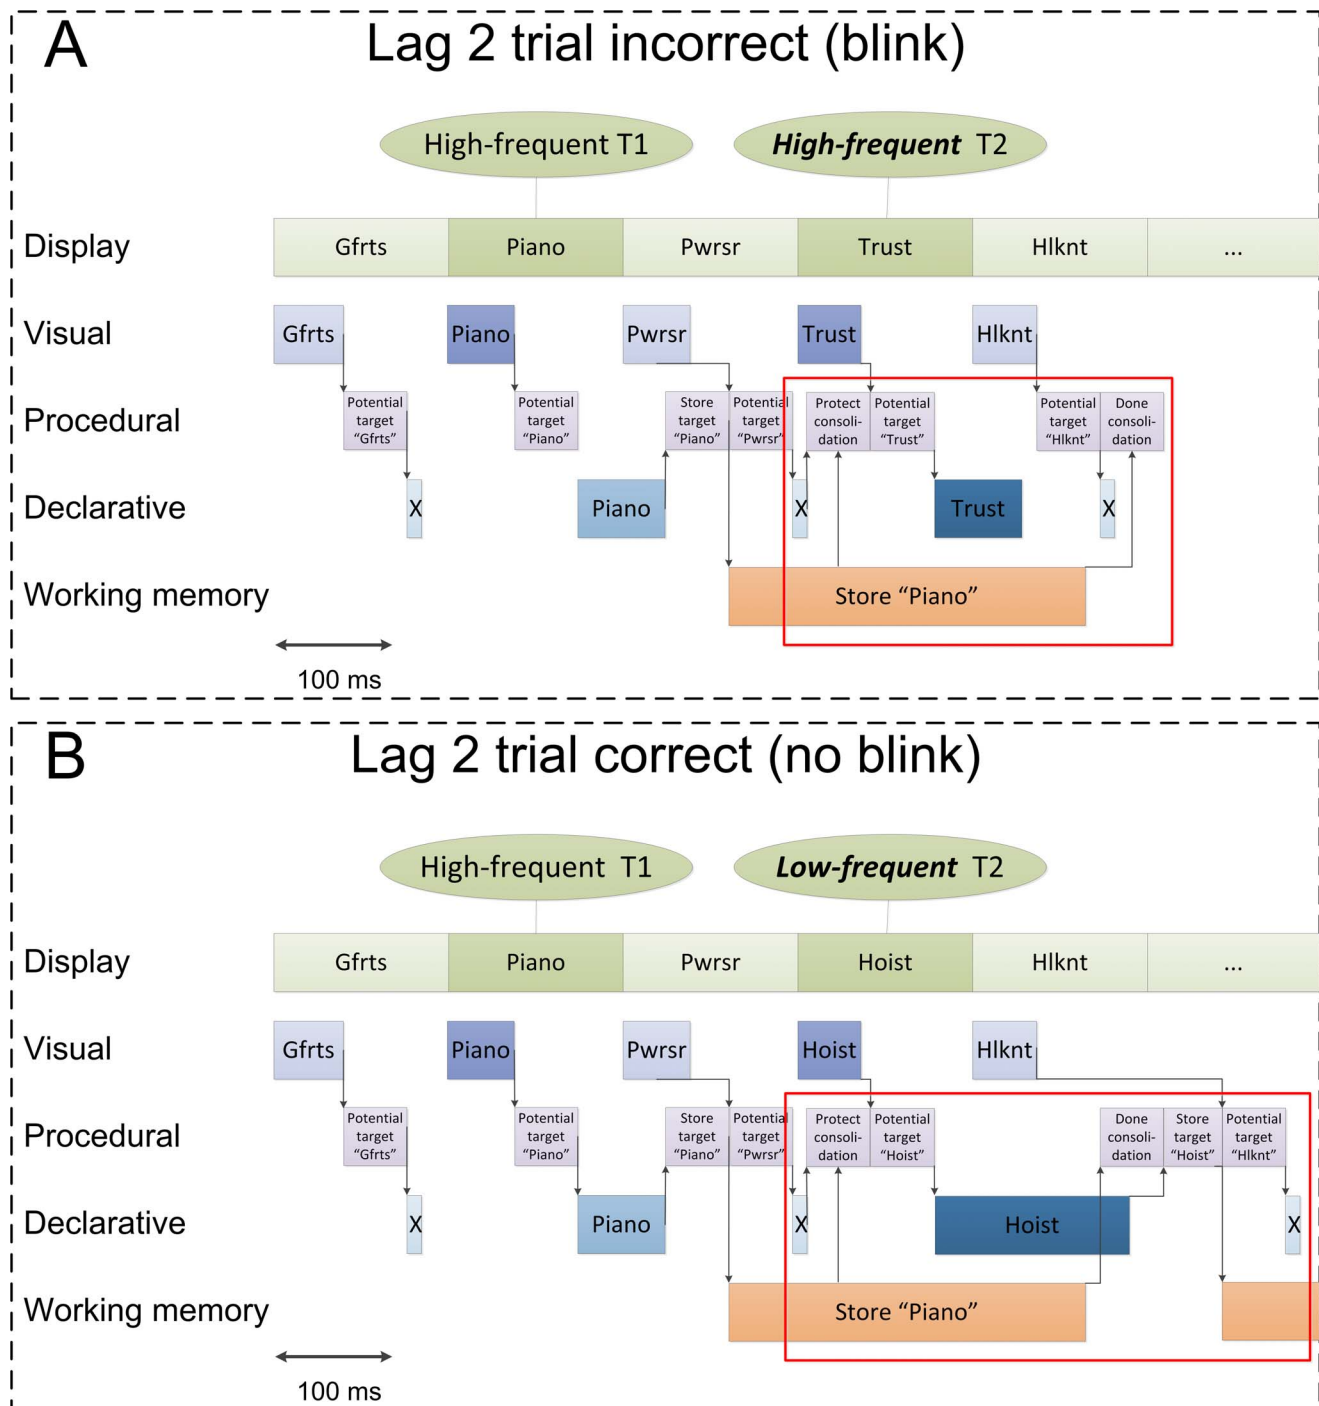 A
Lag 2 trial incorrect (blink)
High-frequent T1
High-frequent T2
Display
Gfrts
Piano
Pwrsr
Trust
Hlknt
...
Visual
Gfrts
Piano
Pwrsr
Trust
Hlknt
Procedural
Potential
target
“Gfrts”
Potential
target
“Piano”
Store
target
“Piano”
Potential
target
“Pwrsr”
Protect
consoli-
dation
Potential
target
“Trust”
Potential
target
“Hlknt”
Done
consoli-
dation
Declarative
X
Piano
X
Trust
X
Working memory
Store “Piano”
100 ms
B
Lag 2 trial correct (no blink)
High-frequent T1
Low-frequent T2
Display
Gfrts
Piano
Pwrsr
Hoist
Hlknt
...
Visual
Gfrts
Piano
Pwrsr
Hoist
Hlknt
Procedural
Potential
target
“Gfrts”
Potential
target
“Piano”
Store
target
“Piano”
Potential
target
“Pwrsr”
Protect
consoli-
dation
Potential
target
“Hoist”
Done
consoli-
dation
Store
target
“Hoist”
Potential
target
“Hlknt”
Declarative
X
Piano
X
Hoist
X
Working memory
Store “Piano”
100 ms